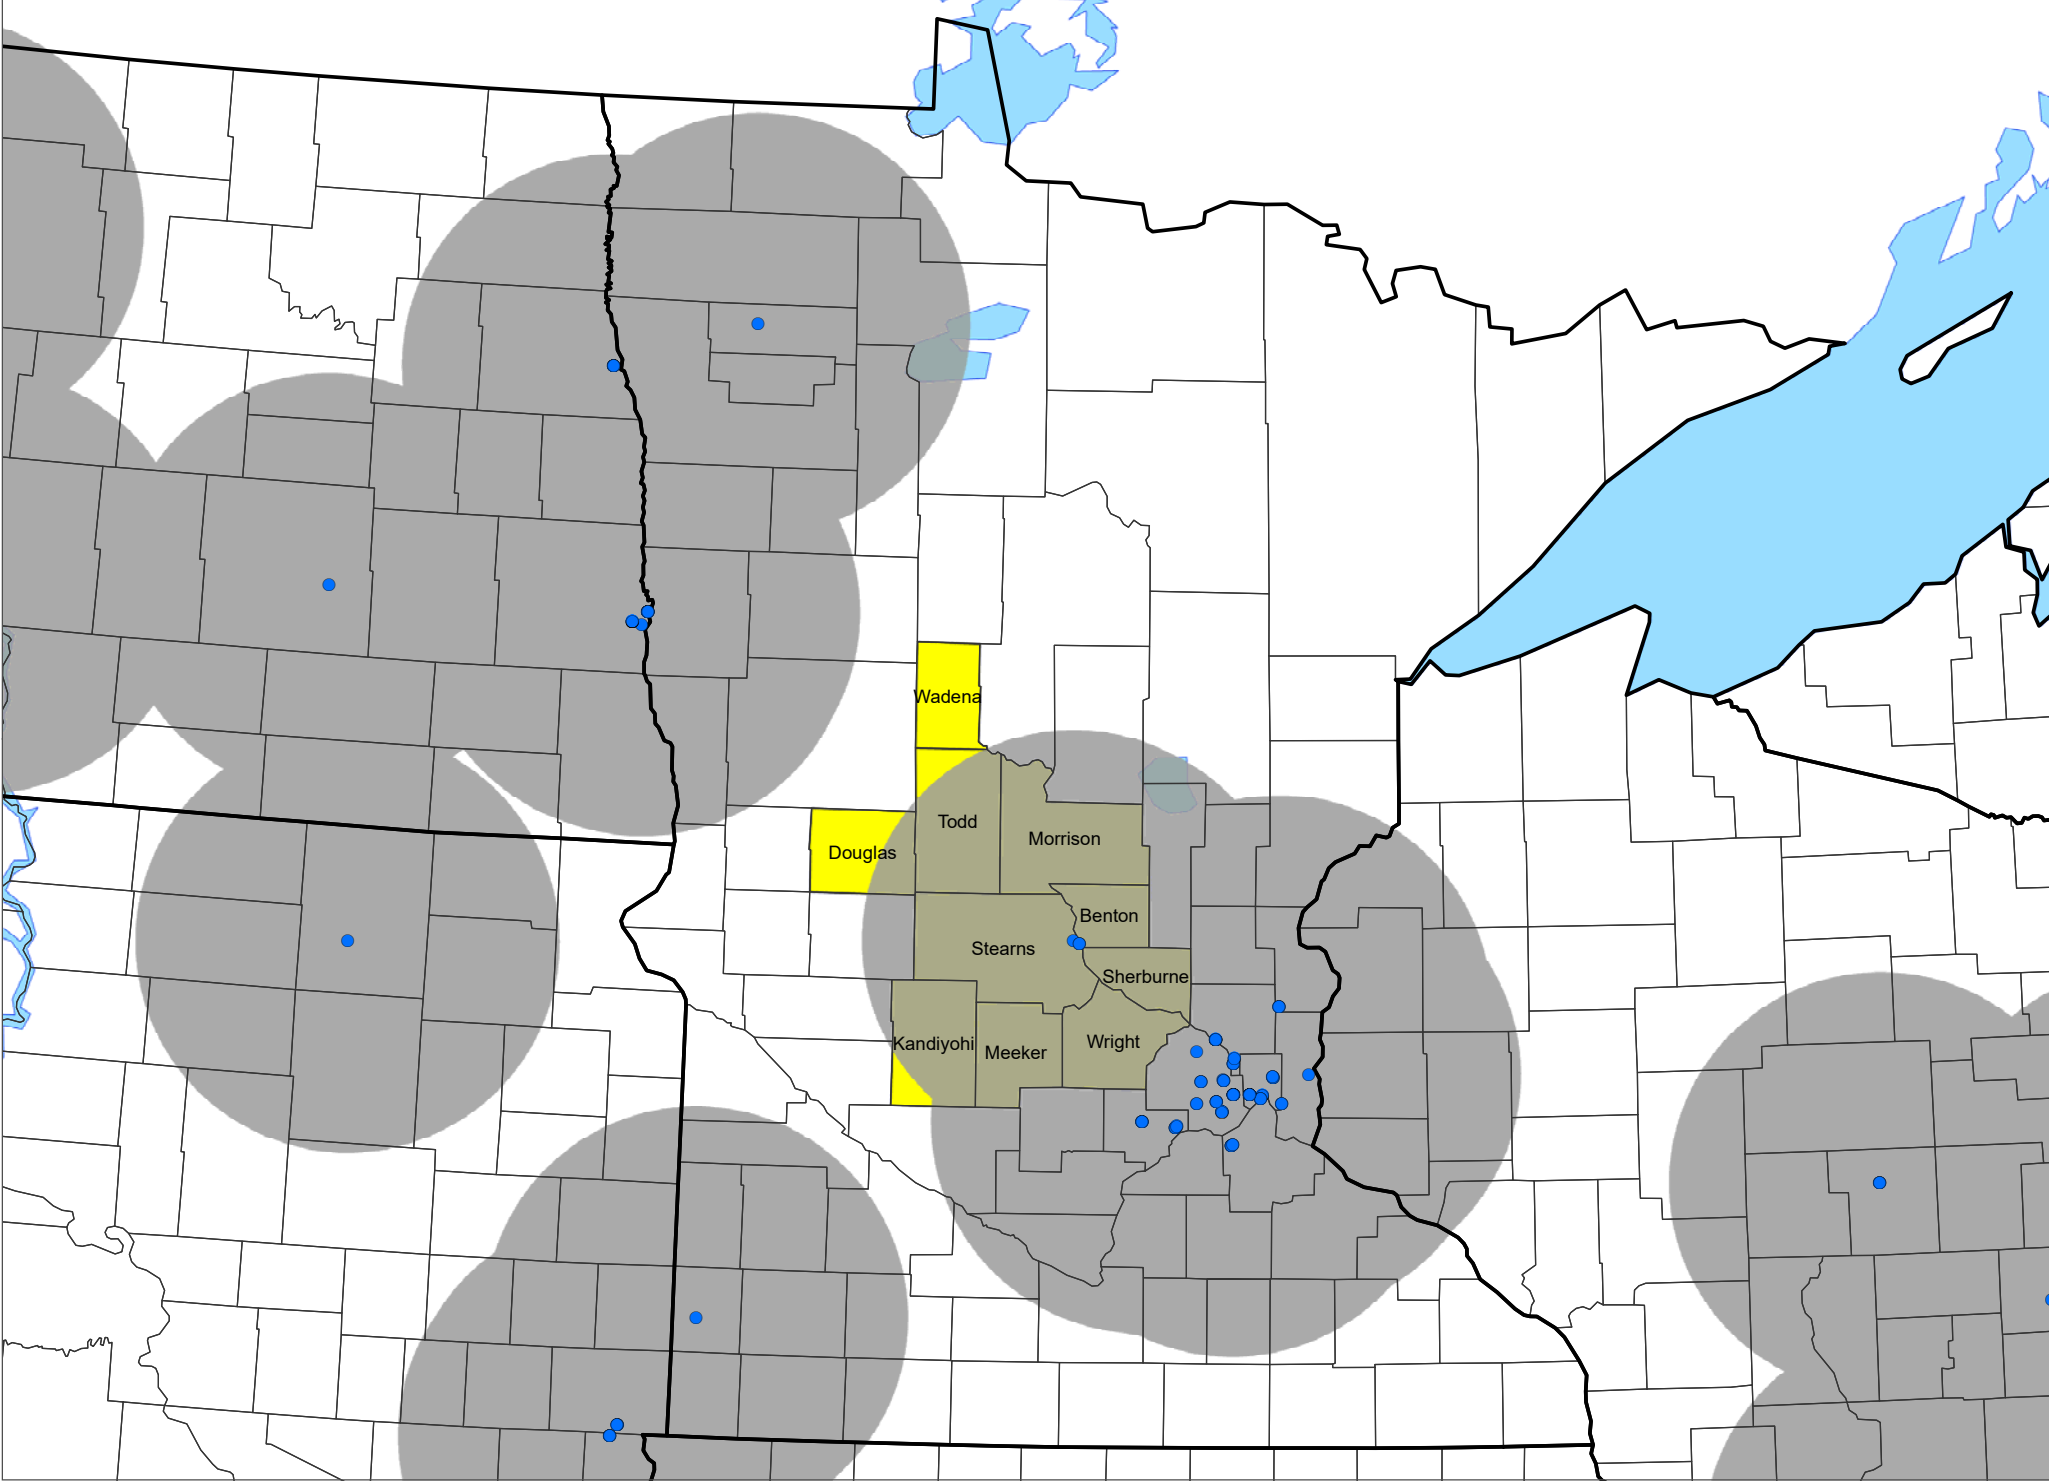 Wadena
Todd
Morrison
Douglas
Benton
Stearns
Sherburne
Kandiyohi
Meeker
Wright